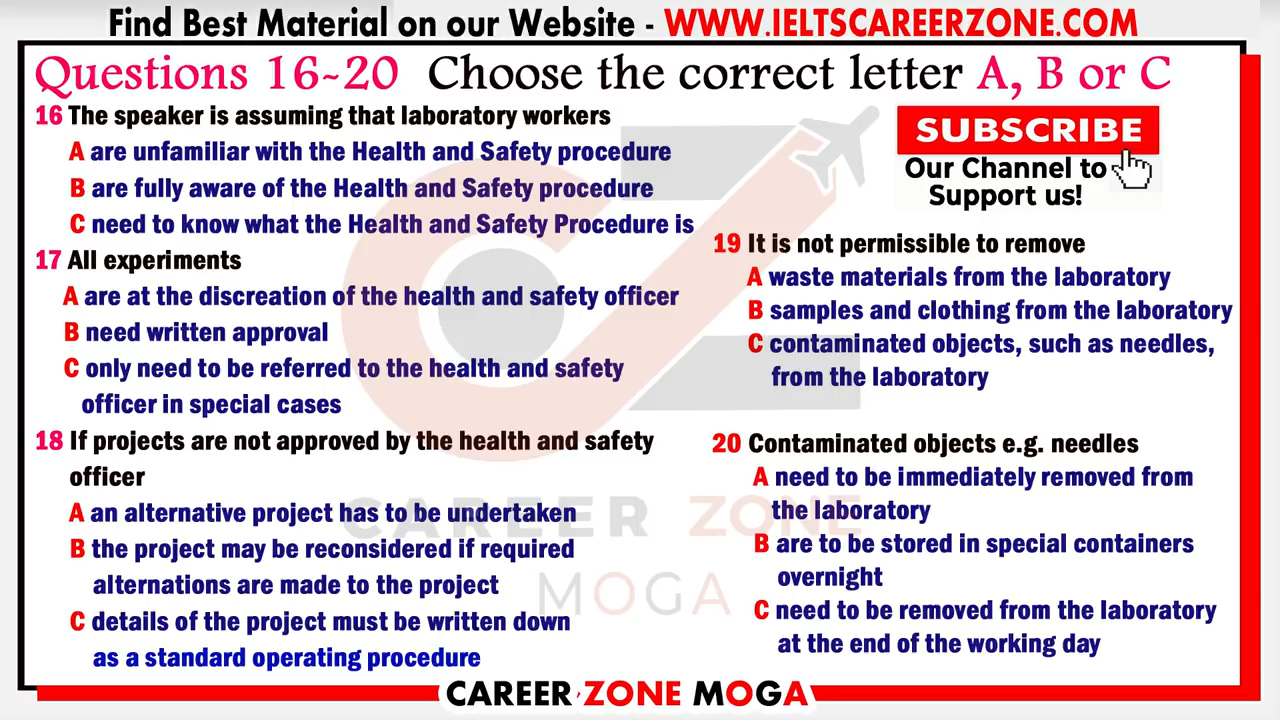 Find Best Material on our Website - WWW.IELTSCAREERZONE.COM
Questions 16~20 Choose the correct letter A, B or C
16 The speaker is assuming that laboratory workers
A are unfamiliar with the Health and Safety procedure
B are fully aware of the Health and Safety procedure
C need to know what the Health and Safety Procedure is
17 All experiments
A are at the discreation of the health and safety officer
B need written approval
C only need to be referred to the health and safety
officer in special cases
18 If projects are not approved by the health and safety
officer
A an alternative project has to be undertaken
B the project may be reconsidered if required
alternations are made to the project
C details of the project must be written down
as a standard operating procedure
SUBSCRIBE
Our Channel to
Support us!
19 It is not permissible to remove
A waste materials from the laboratory
B samples and clothing from the laboratory
C contaminated objects, such as needles,
from the laboratory
20 Contaminated objects e.g. needles
A need to be immediately removed from
the laboratory
B are to be stored in special containers
overnight
C need to be removed from the laboratory
at the end of the working day
CAREER ZONE
MOGA
CAREER ZONE MOGA